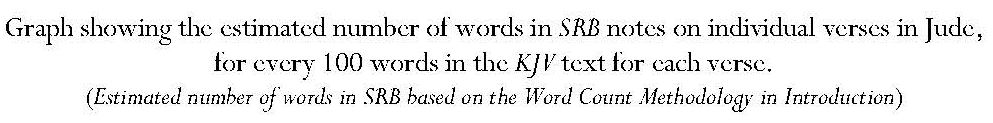 Graph showing the estimated number of words in SRB notes on individual verses in Jude,
for every 100 words in the KJV text for each verse.
(Estimated number of words in SRB based on the Word Count Methodology in Introduction)